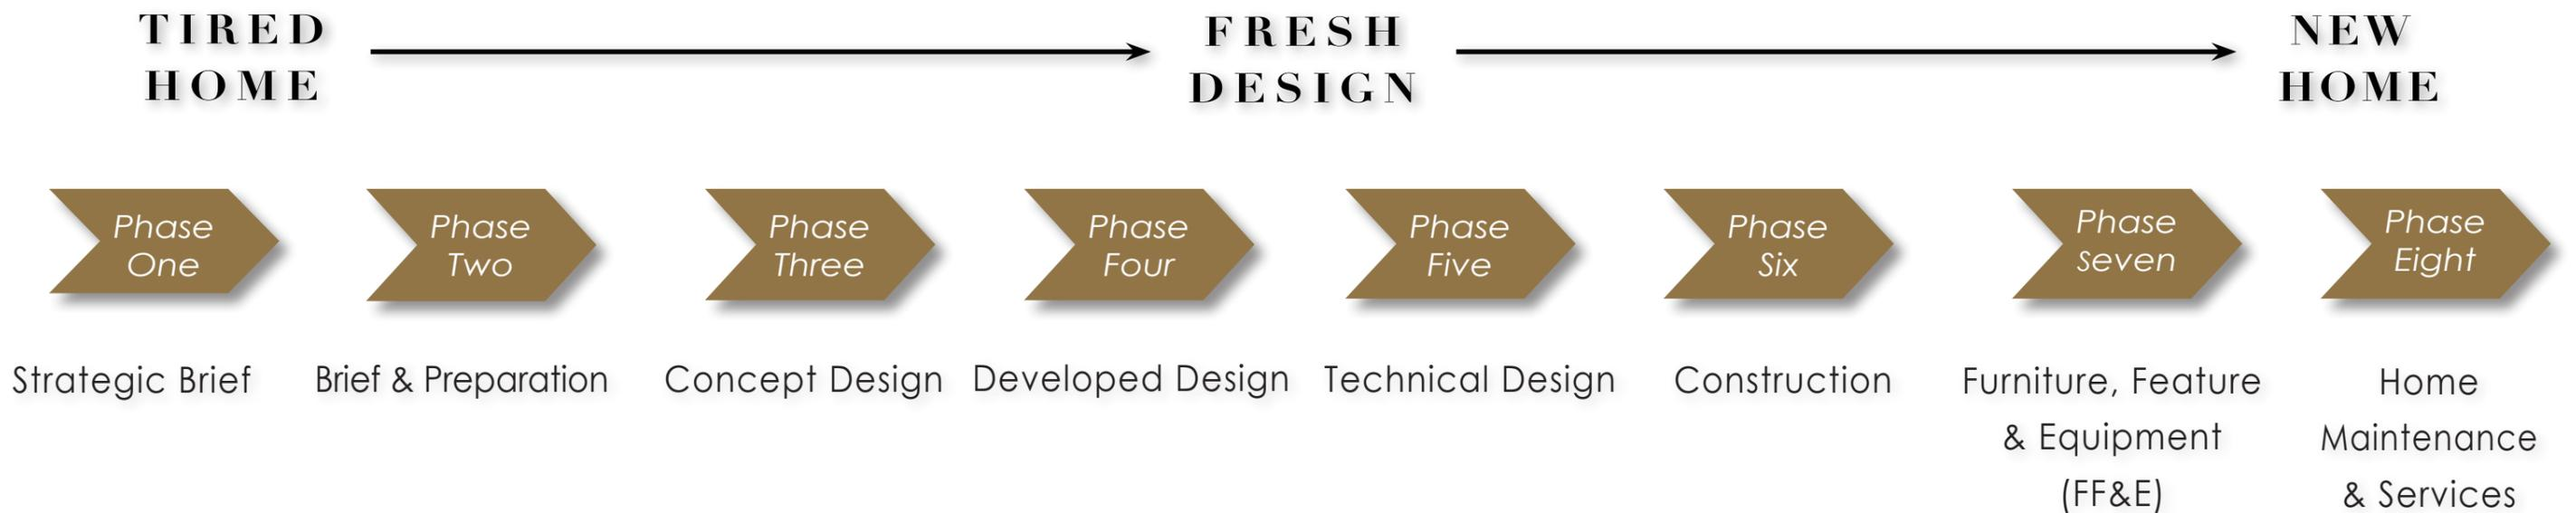 TIRED
HOME
FRESH
DESIGN
NEW
HOME
Phase
One
Phase
Two
Phase
Three
Phase
Four
Phase
Five
Phase
Six
Phase
Seven
Phase
Eight
Strategic Brief
Brief & Preparation
Concept Design
Developed Design
Technical Design
Construction
Furniture, Feature
& Equipment
(FF&E)
Home
Maintenance
& Services